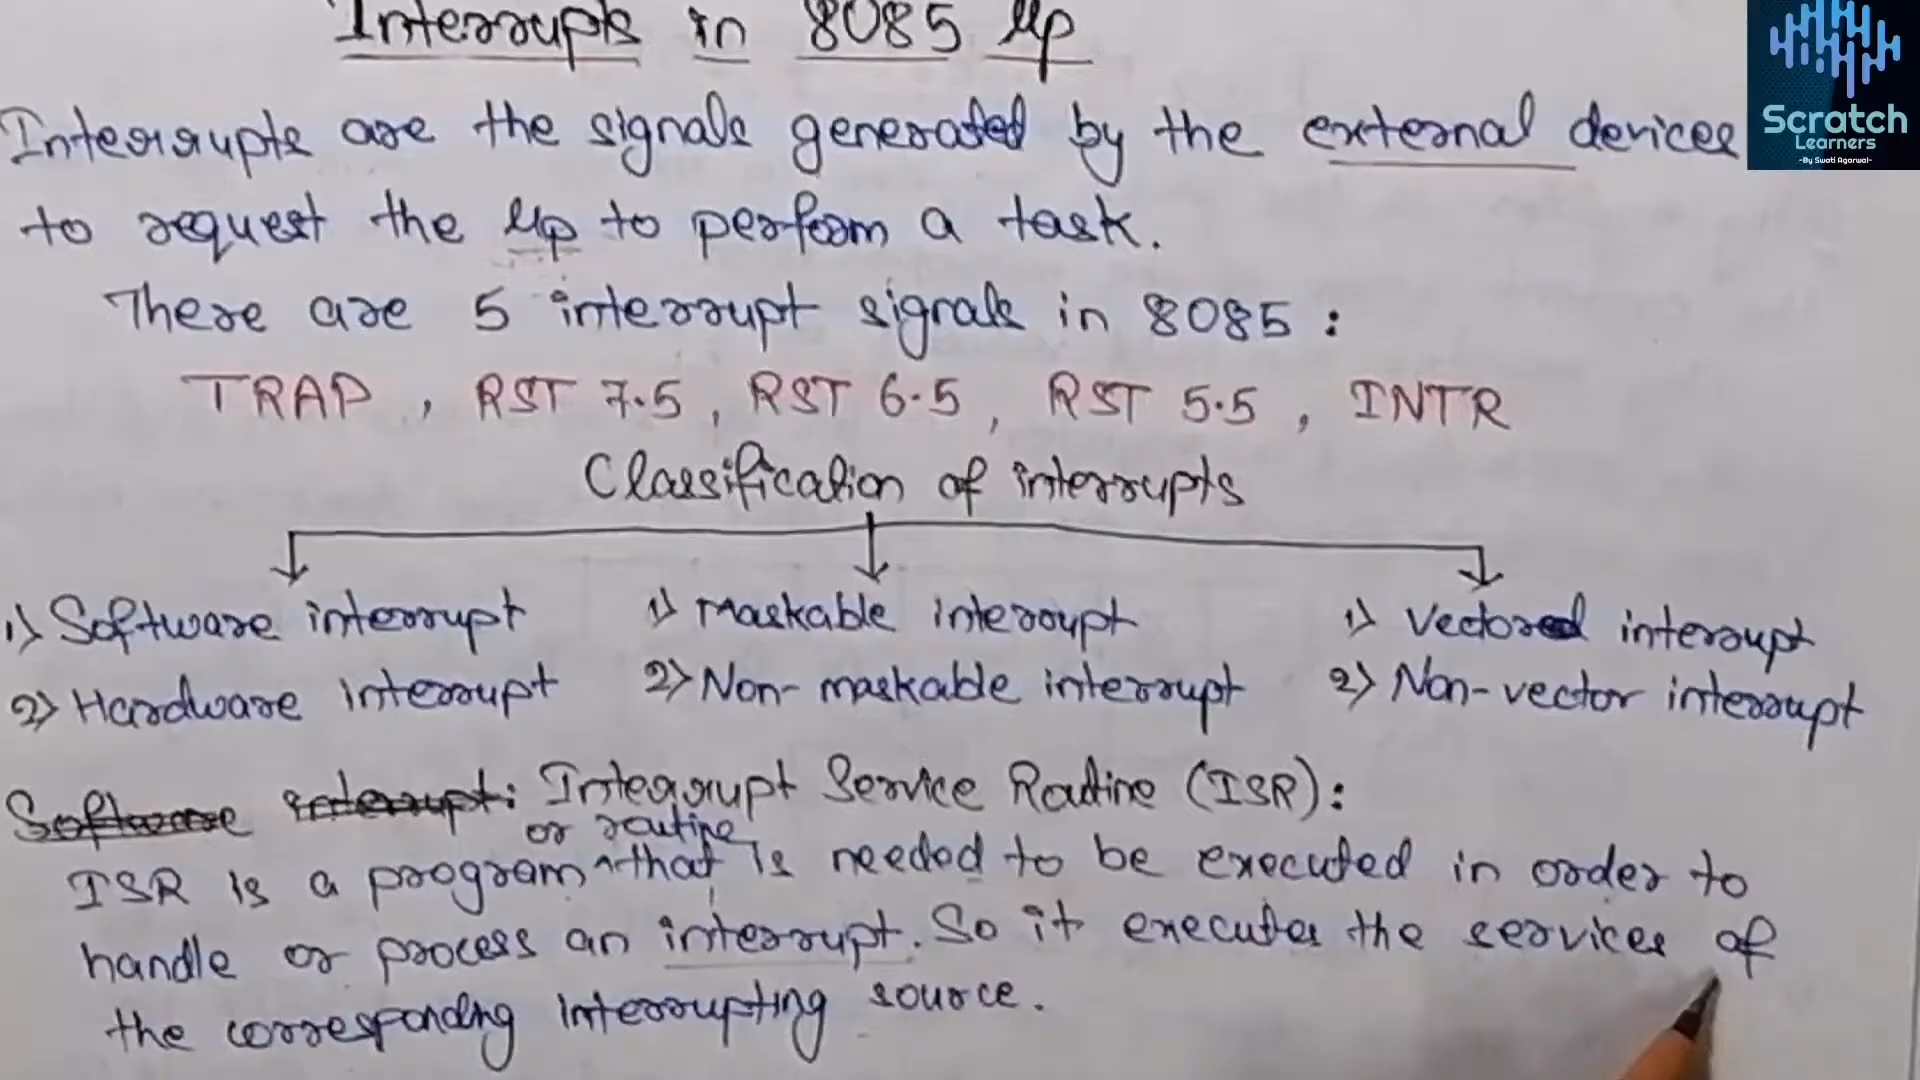 Interrupts in 8085 μp
Interrupts are the signals generated by the external devices
to request the μp to perform a task.
There are 5 interrupt signals in 8085 :
TRAP , RST 7.5 , RST 6.5 , RST 5.5 , INTR
Classification of interrupts
1) Software interrupt
2) Hardware interrupt
1) Maskable interrupt
2) Non-maskable interrupt
1) Vectored interrupt
2) Non-vector interrupt
Software interrupt: Interrupt Service Routine (ISR):
or routine
ISR is a program ^ that is needed to be executed in order to
handle or process an interrupt. So it executes the services of
the corresponding interrupting source.
Scratch
Learners
-By Swati Agarwal-